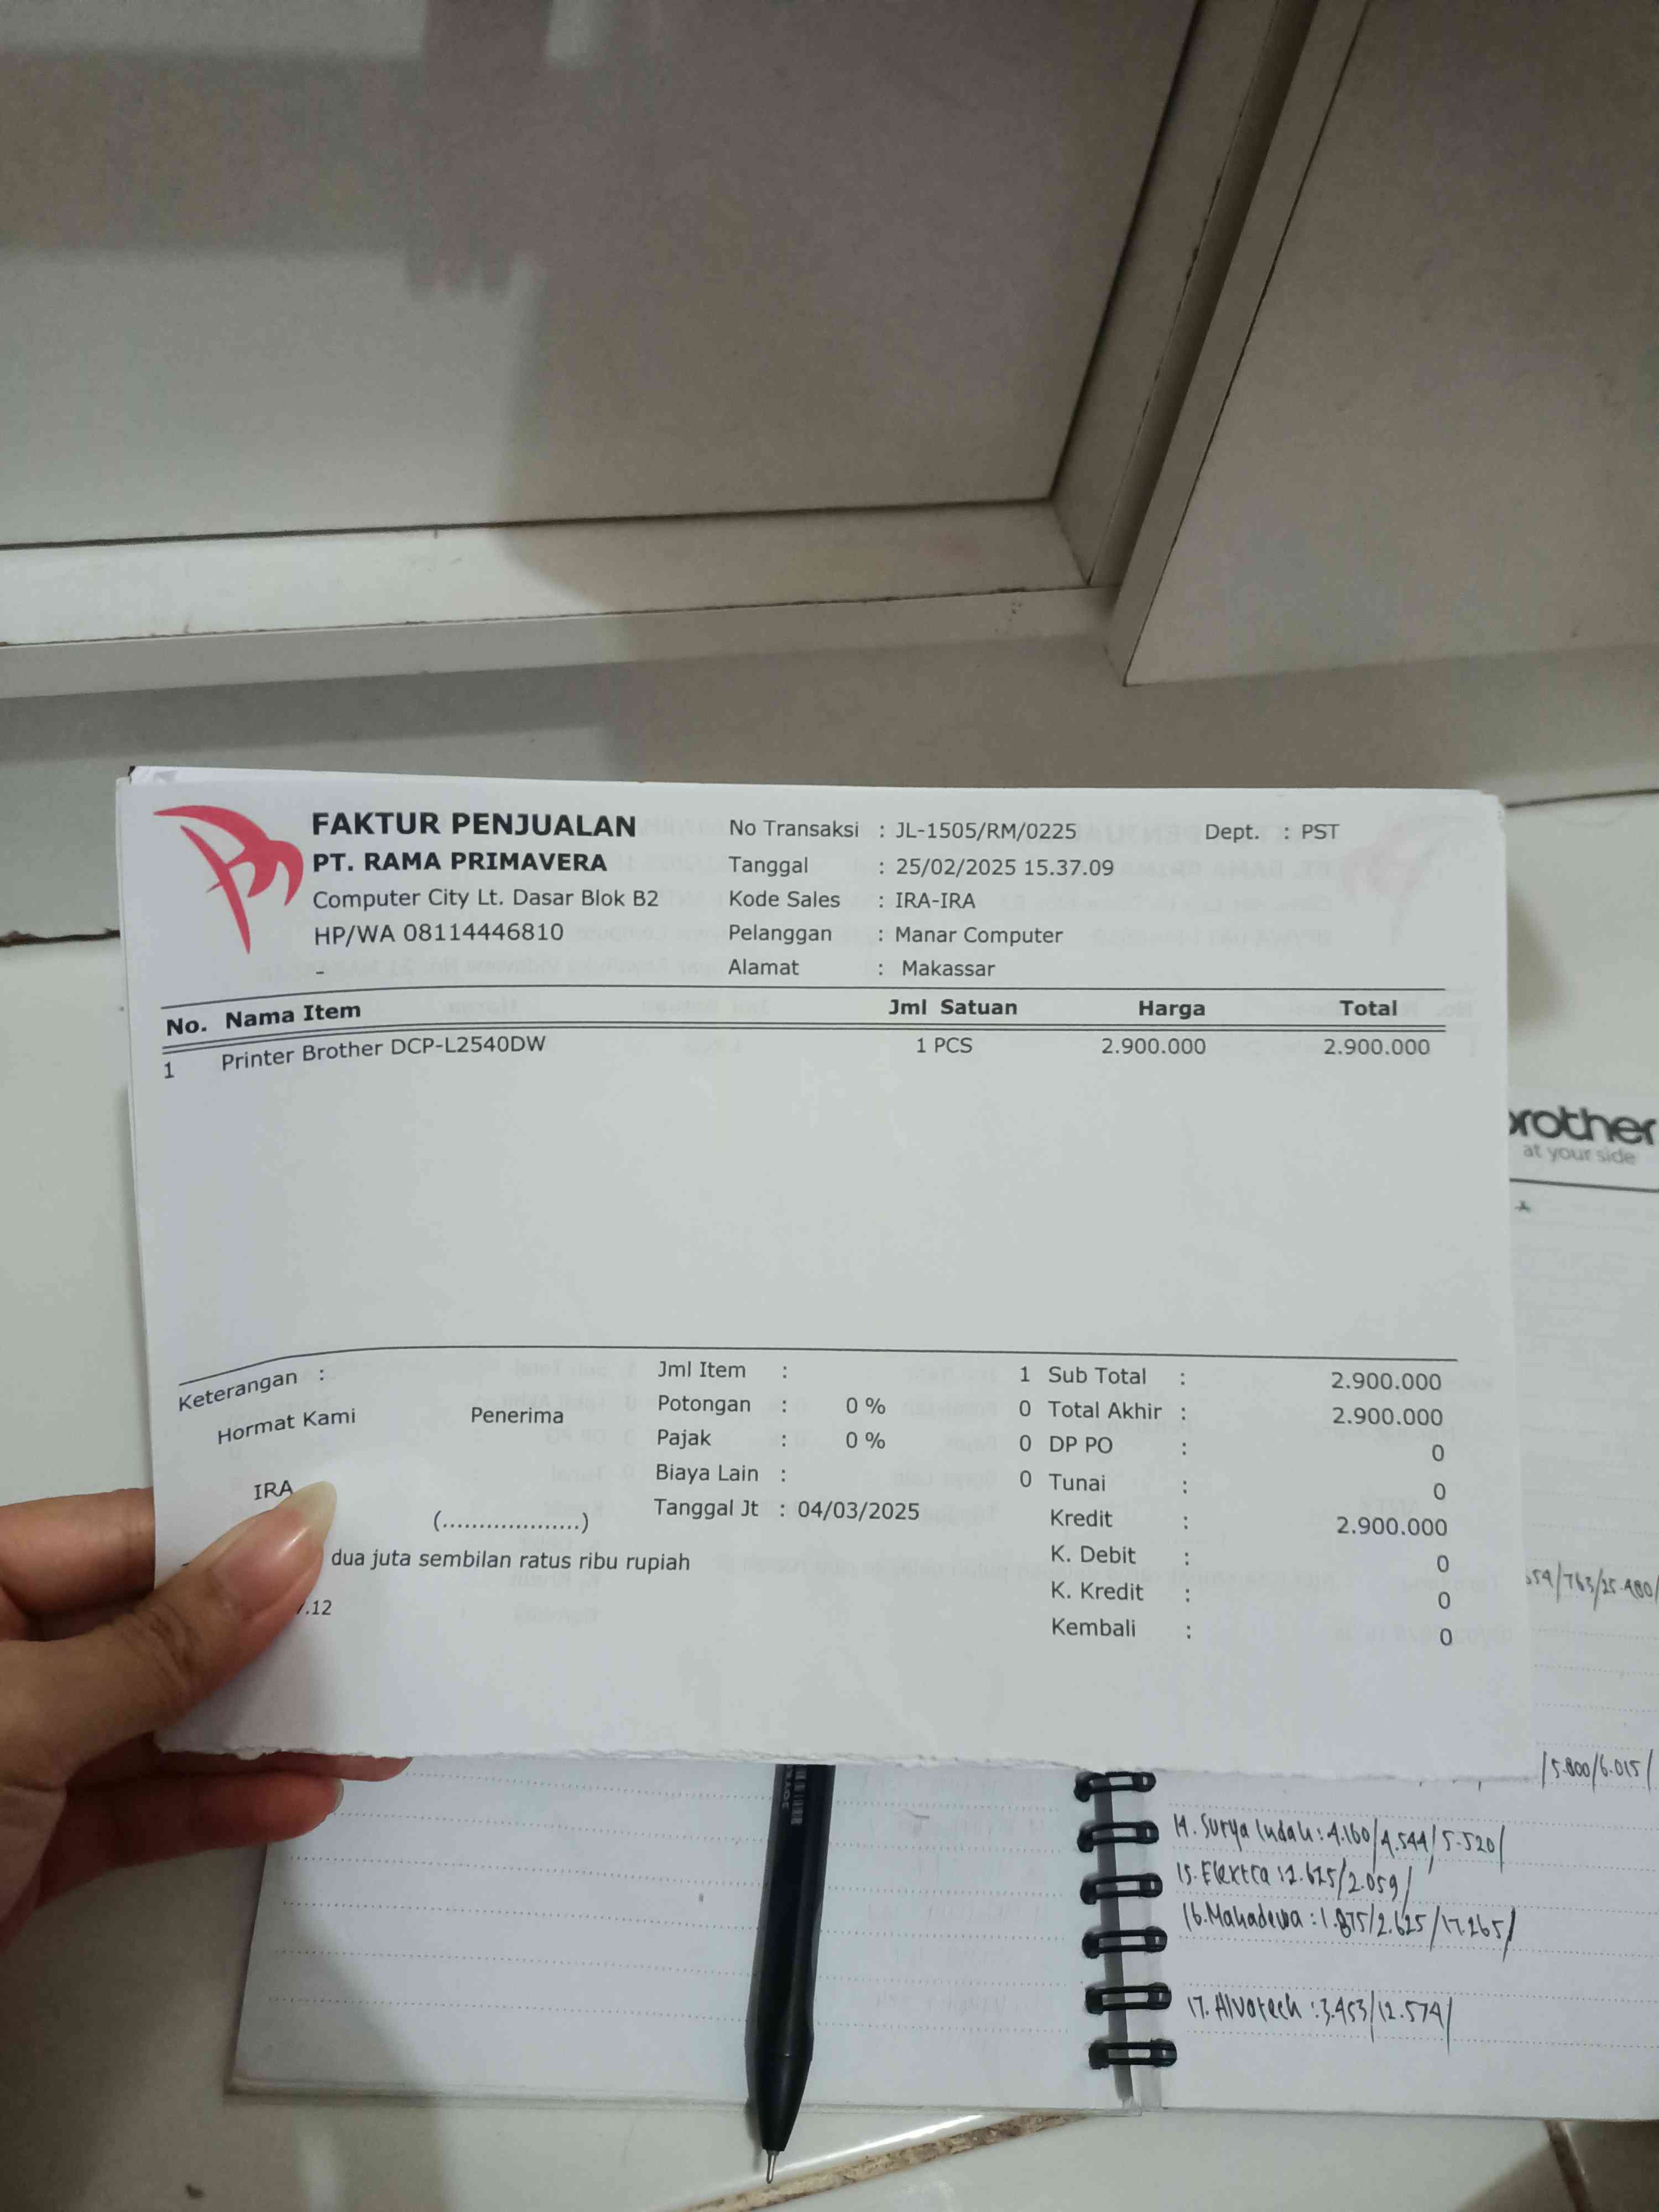 FAKTUR PENJUALAN
PT. RAMA PRIMAVERA
Computer City Lt. Dasar Blok B2
HP/WA 08114446810
-
No Transaksi : JL-1505/RM/0225
Dept. : PST
Tanggal : 25/02/2025 15.37.09
Kode Sales : IRA-IRA
Pelanggan : Manar Computer
Alamat : Makassar
No. Nama Item Jml Satuan Harga Total
1 Printer Brother DCP-L2540DW 1 PCS 2.900.000 2.900.000
Keterangan :
Hormat Kami
Penerima
IRA
(...................)
Jml Item : 1
Potongan : 0 % 0
Pajak : 0 % 0
Biaya Lain : 0
Tanggal Jt : 04/03/2025
Sub Total : 2.900.000
Total Akhir : 2.900.000
DP PO : 0
Tunai : 0
Kredit : 2.900.000
K. Debit : 0
K. Kredit : 0
Kembali : 0
dua juta sembilan ratus ribu rupiah
.12
brother
at your side
/763/25.480/
/5.800/6.015/
14. Surya Indah : 4.160/4.544/5.520/
15. Elektra : 2.625/2.059/
16. Mahadewa : 1.875/2.625/17.265/
17. Alvotech : 3.453/12.574/